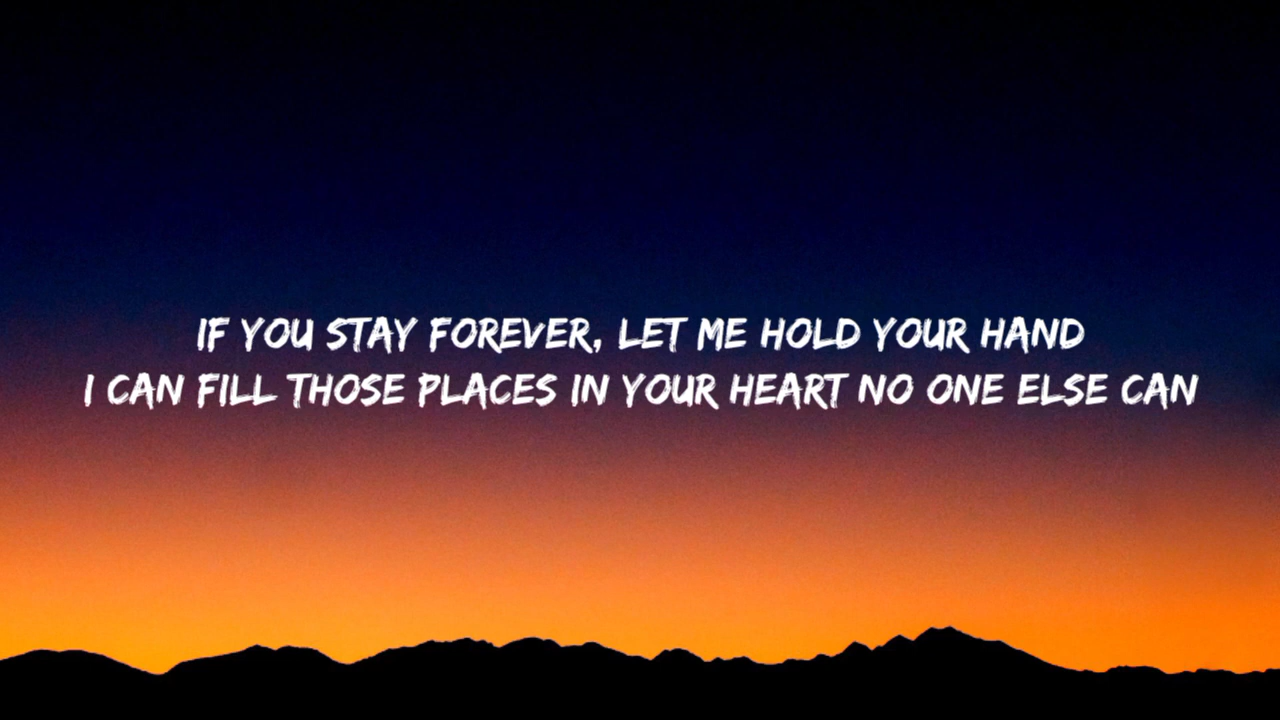 IF YOU STAY FOREVER, LET ME HOLD YOUR HAND
I CAN FILL THOSE PLACES IN YOUR HEART NO ONE ELSE CAN